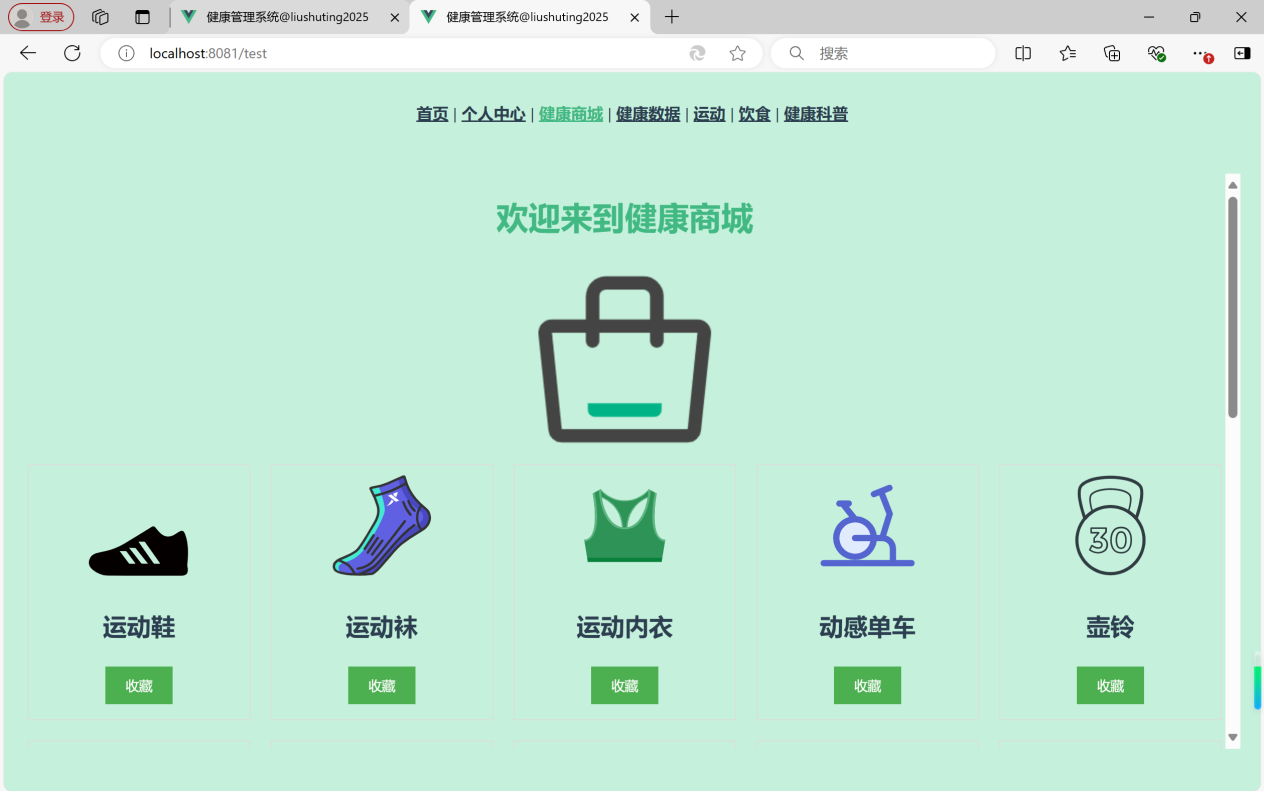 登录
健康管理系统@liushuting2025
健康管理系统@liushuting2025
localhost:8081/test
搜索
首页 | 个人中心 | 健康商城 | 健康数据 | 运动 | 饮食 | 健康科普
欢迎来到健康商城
30
运动鞋 运动袜 运动内衣 动感单车 壶铃
收藏 收藏 收藏 收藏 收藏